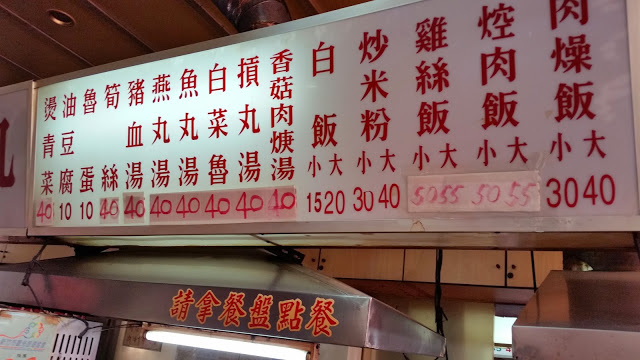 肉燥飯 小大 30 40
焢肉飯 小大 50 55
雞絲飯 小大 50 55
炒米粉 小大 30 40
白飯 小大 15 20
香菇肉焿湯 40
摃丸湯 40
白菜魯 40
魚丸湯 40
燕丸湯 40
豬血湯 40
筍絲 40
魯蛋 10
油豆腐 10
燙青菜 40
請拿餐盤點餐